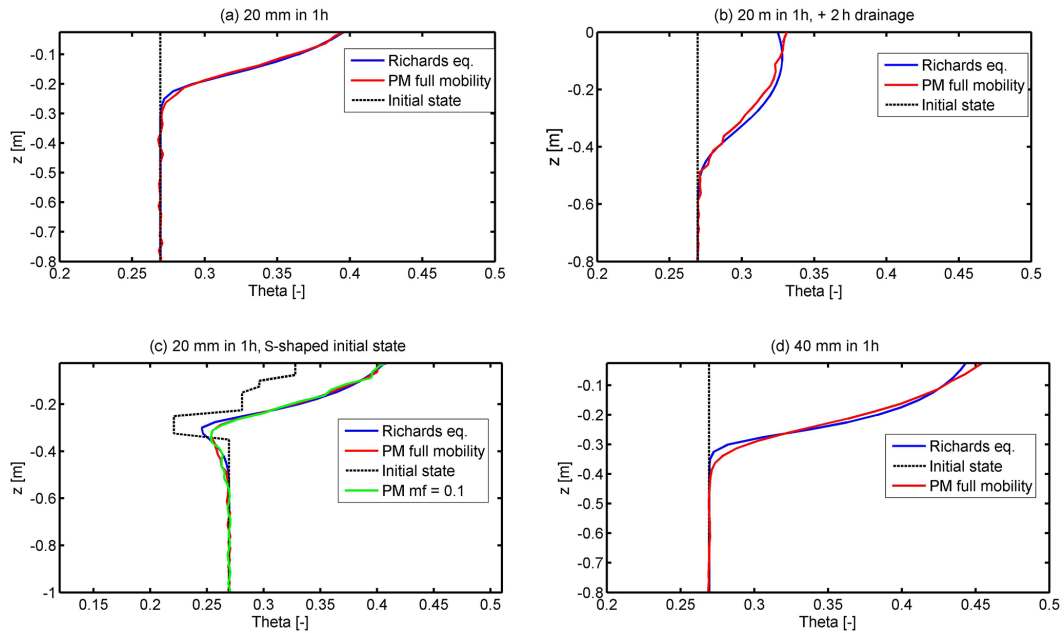 (a) 20 mm in 1h
-0.1
-0.2
-0.3
-0.4
-0.5
-0.6
-0.7
-0.8
z [m]
Richards eq.
PM full mobility
Initial state
0.2 0.25 0.3 0.35 0.4 0.45 0.5
Theta [-]
(b) 20 m in 1h, + 2 h drainage
0
-0.2
-0.4
-0.6
-0.8
z [m]
Richards eq.
PM full mobility
Initial state
0.2 0.25 0.3 0.35 0.4 0.45 0.5
Theta [-]
(c) 20 mm in 1h, S-shaped initial state
-0.2
-0.4
-0.6
-0.8
-1
z [m]
Richards eq.
PM full mobility
Initial state
PM mf = 0.1
0.15 0.2 0.25 0.3 0.35 0.4 0.45 0.5
Theta [-]
(d) 40 mm in 1h
-0.1
-0.2
-0.3
-0.4
-0.5
-0.6
-0.7
-0.8
z [m]
Richards eq.
Initial state
PM full mobility
0.2 0.25 0.3 0.35 0.4 0.45 0.5
Theta [-]